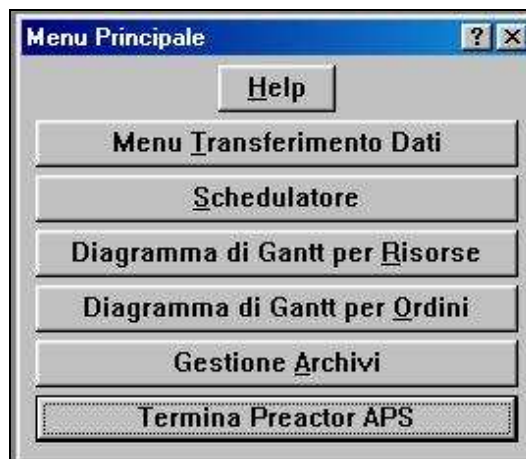 Menu Principale
Help
Menu Transferimento Dati
Schedulatore
Diagramma di Gantt per Risorse
Diagramma di Gantt per Ordini
Gestione Archivi
Termina Preactor APS